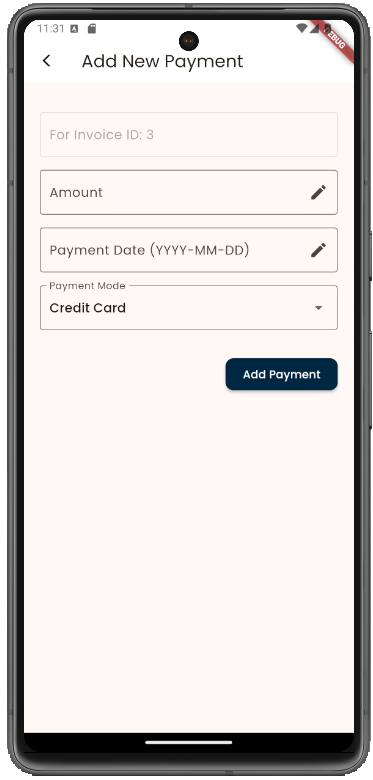 11:31
Add New Payment
For Invoice ID: 3
Amount
Payment Date (YYYY-MM-DD)
Payment Mode
Credit Card
Add Payment